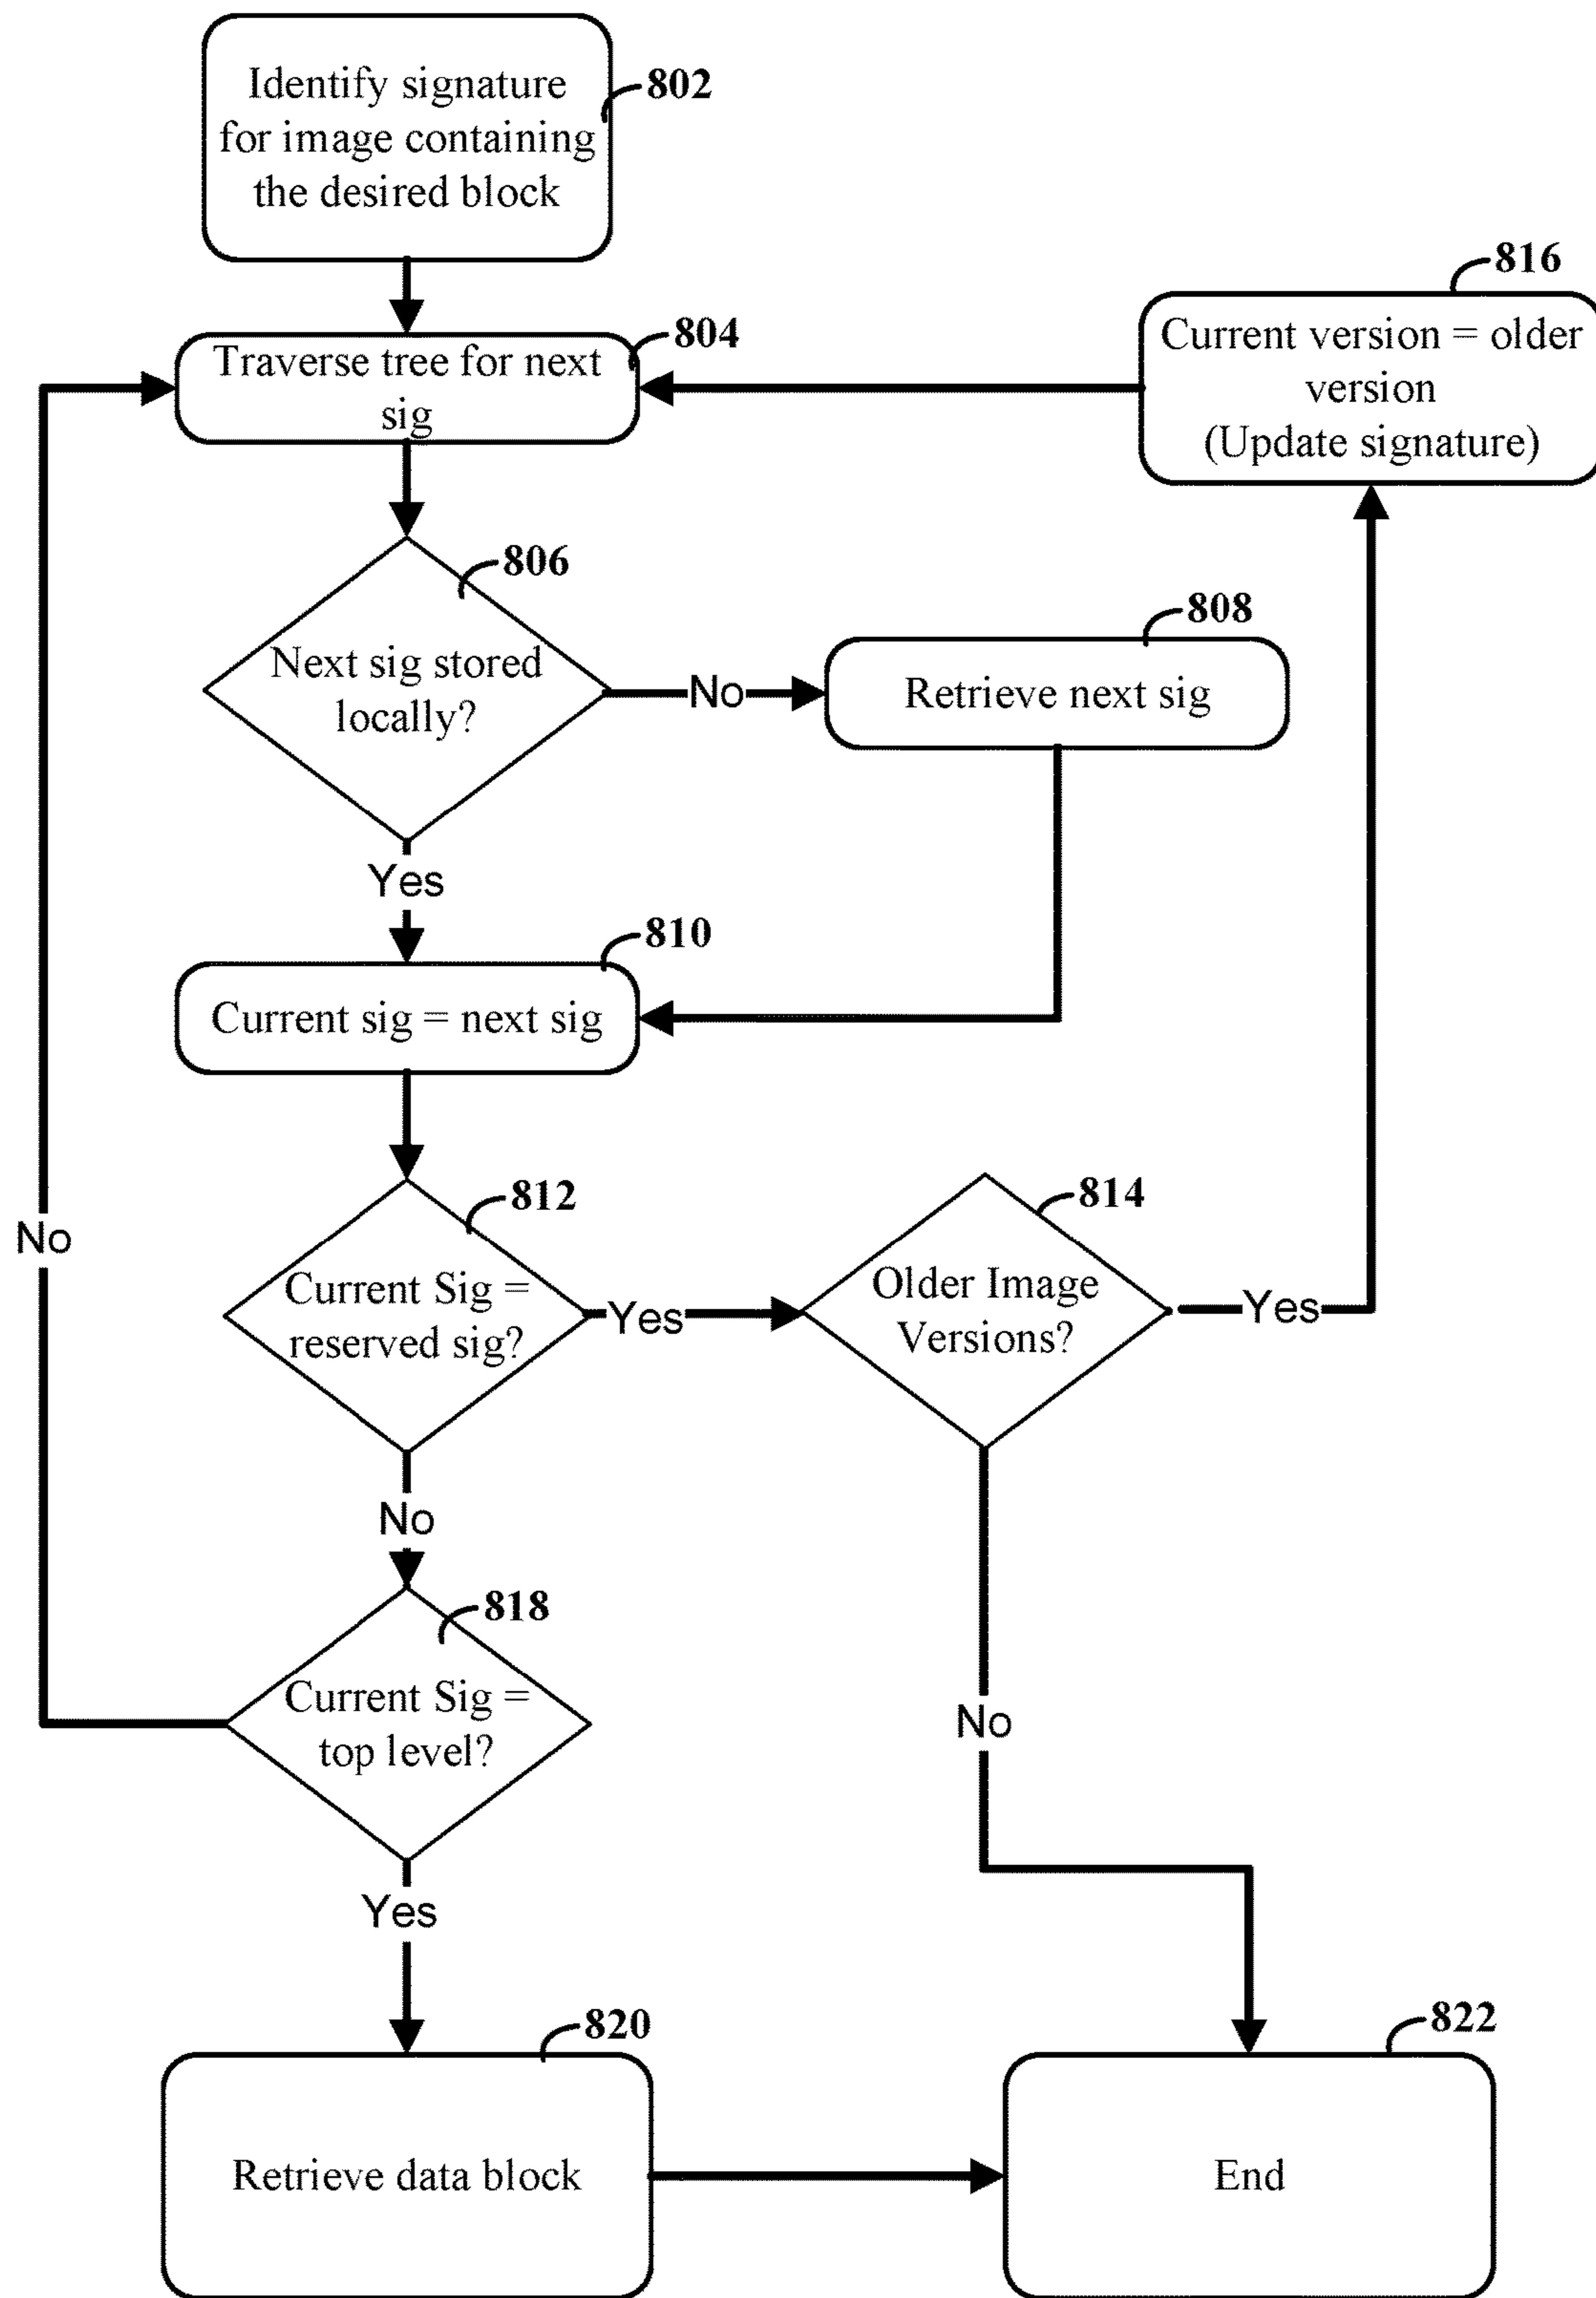 Identify signature
for image containing
the desired block
802
Traverse tree for next
sig
804
816
Current version = older
version
(Update signature)
806
Next sig stored
locally?
No
808
Retrieve next sig
Yes
810
Current sig = next sig
812
Current Sig =
reserved sig?
Yes
814
Older Image
Versions?
Yes
No
No
818
Current Sig =
top level?
No
Yes
820
Retrieve data block
822
End